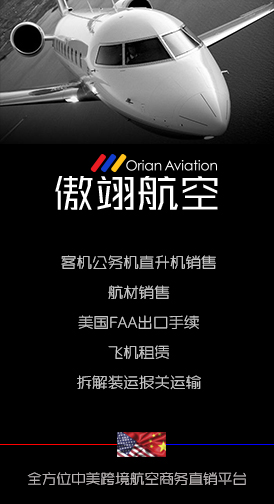 Orian Aviation
傲翊航空
客机公务机直升机销售
航材销售
美国FAA出口手续
飞机租赁
拆解装运报关运输
全方位中美跨境航空商务直销平台